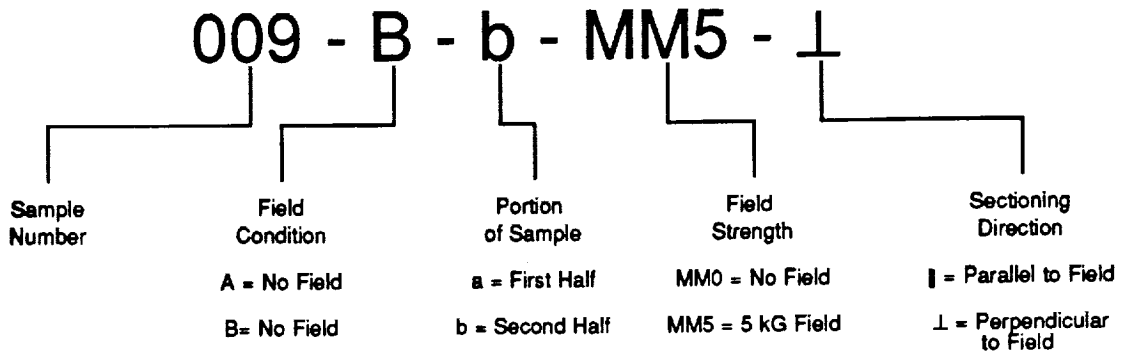 009 - B - b - MM5 - ⊥
Sample
Number
Field
Condition
A = No Field
B= No Field
Portion
of Sample
a = First Half
b = Second Half
Field
Strength
MM0 = No Field
MM5 = 5 kG Field
Sectioning
Direction
∥ = Parallel to Field
⊥ = Perpendicular
to Field